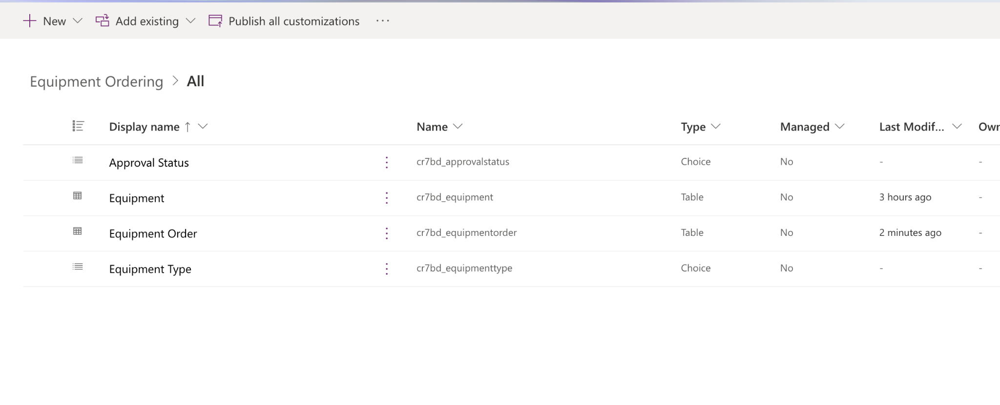 New Add existing Publish all customizations ...
Equipment Ordering > All
Display name ↑ Name Type Managed Last Modif... Own
Approval Status cr7bd_approvalstatus Choice No - -
Equipment cr7bd_equipment Table No 3 hours ago -
Equipment Order cr7bd_equipmentorder Table No 2 minutes ago -
Equipment Type cr7bd_equipmenttype Choice No - -